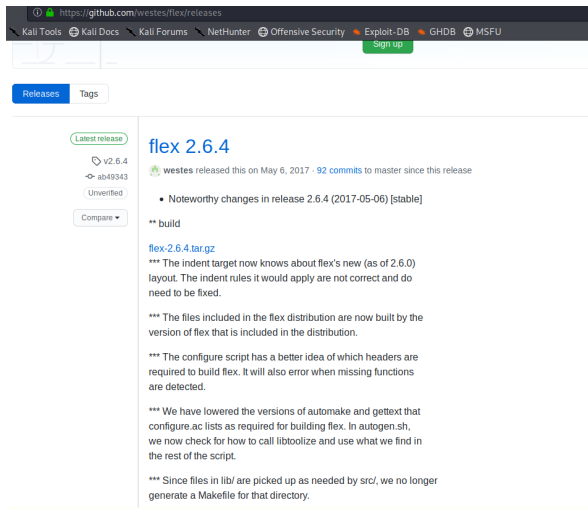 https://github.com/westes/flex/releases
Kali Tools Kali Docs Kali Forums NetHunter Offensive Security Exploit-DB GHDB MSFU
Sign up
Releases Tags
Latest release
v2.6.4
ab49343
Unverified
Compare
flex 2.6.4
westes released this on May 6, 2017 · 92 commits to master since this release
• Noteworthy changes in release 2.6.4 (2017-05-06) [stable]
** build
flex-2.6.4.tar.gz
*** The indent target now knows about flex's new (as of 2.6.0)
layout. The indent rules it would apply are not correct and do
need to be fixed.
*** The files included in the flex distribution are now built by the
version of flex that is included in the distribution.
*** The configure script has a better idea of which headers are
required to build flex. It will also error when missing functions
are detected.
*** We have lowered the versions of automake and gettext that
configure.ac lists as required for building flex. In autogen.sh,
we now check for how to call libtoolize and use what we find in
the rest of the script.
*** Since files in lib/ are picked up as needed by src/, we no longer
generate a Makefile for that directory.